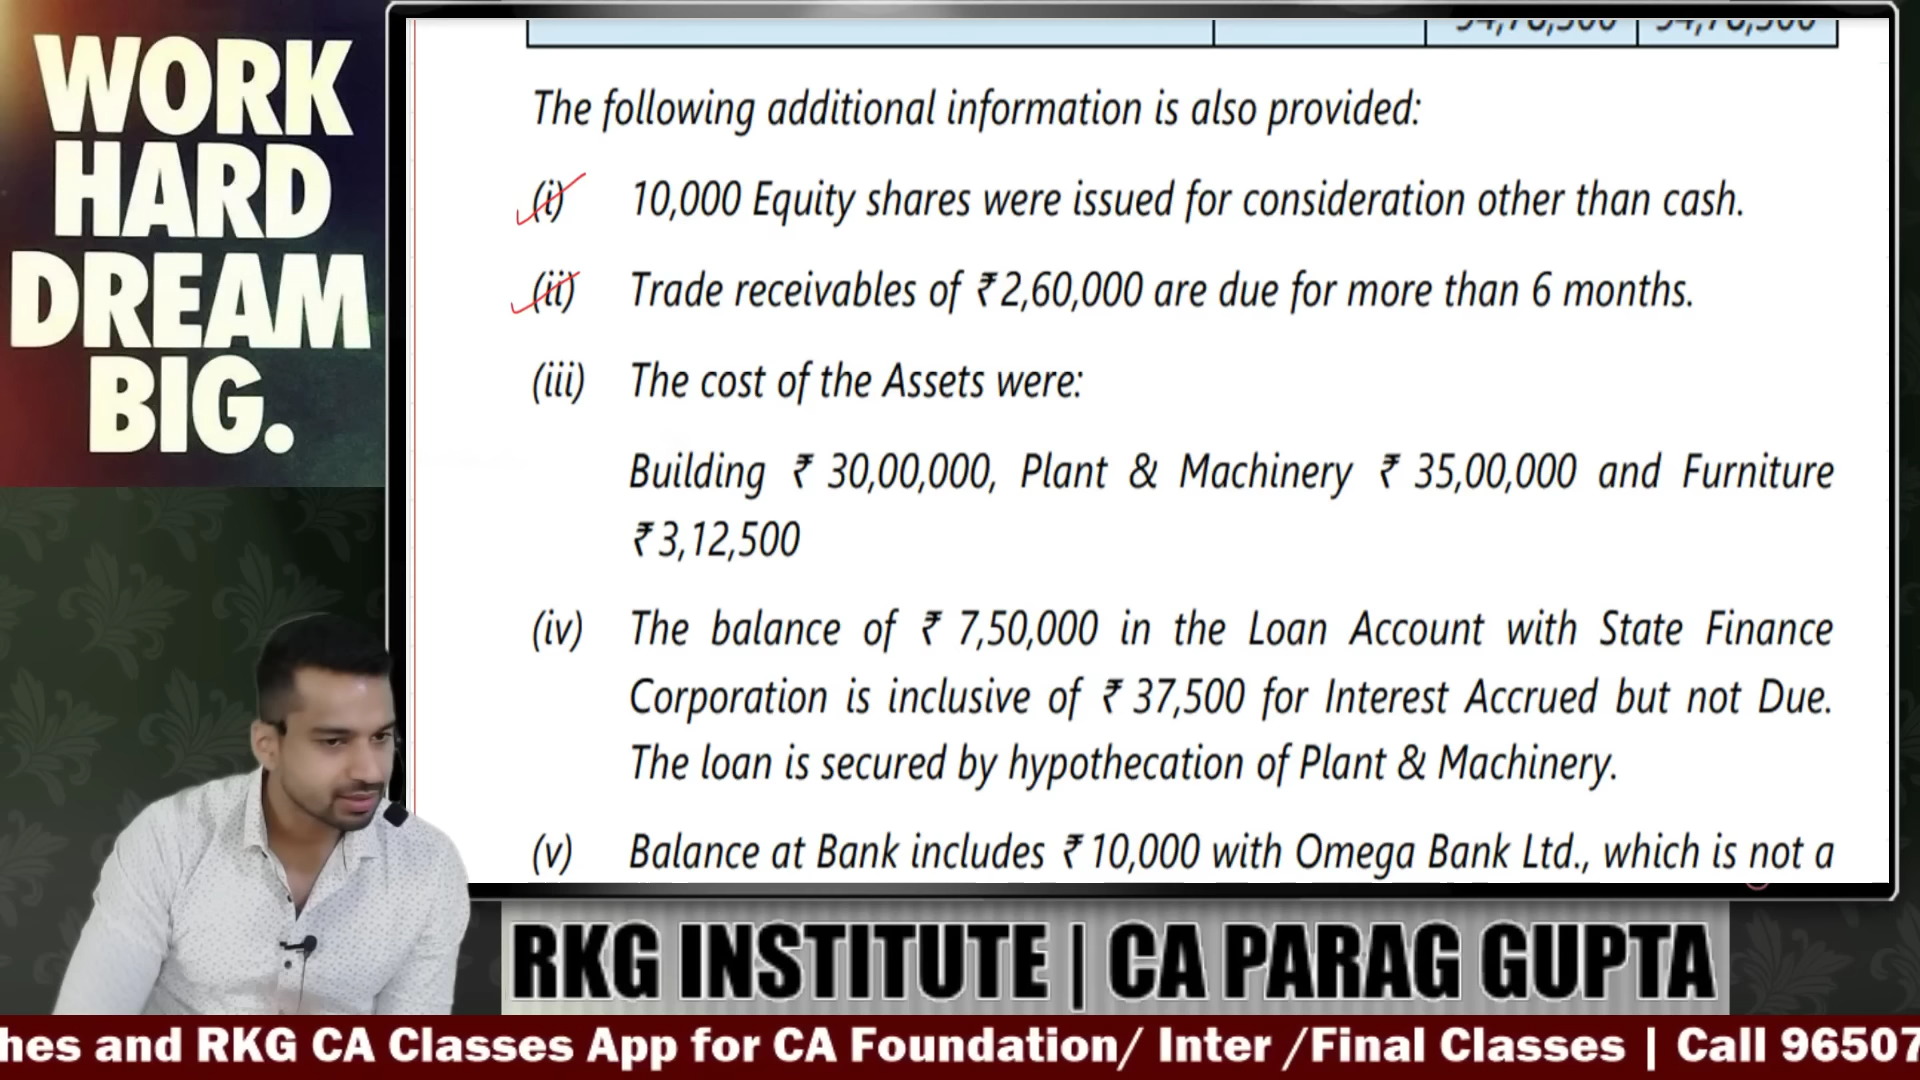 WORK
HARD
DREAM
BIG.
The following additional information is also provided:
(i) 10,000 Equity shares were issued for consideration other than cash.
(ii) Trade receivables of ₹2,60,000 are due for more than 6 months.
(iii) The cost of the Assets were:
Building ₹ 30,00,000, Plant & Machinery ₹ 35,00,000 and Furniture
₹3,12,500
(iv) The balance of ₹ 7,50,000 in the Loan Account with State Finance
Corporation is inclusive of ₹ 37,500 for Interest Accrued but not Due.
The loan is secured by hypothecation of Plant & Machinery.
(v) Balance at Bank includes ₹10,000 with Omega Bank Ltd., which is not a
RKG INSTITUTE | CA PARAG GUPTA
hes and RKG CA Classes App for CA Foundation/ Inter /Final Classes | Call 96507